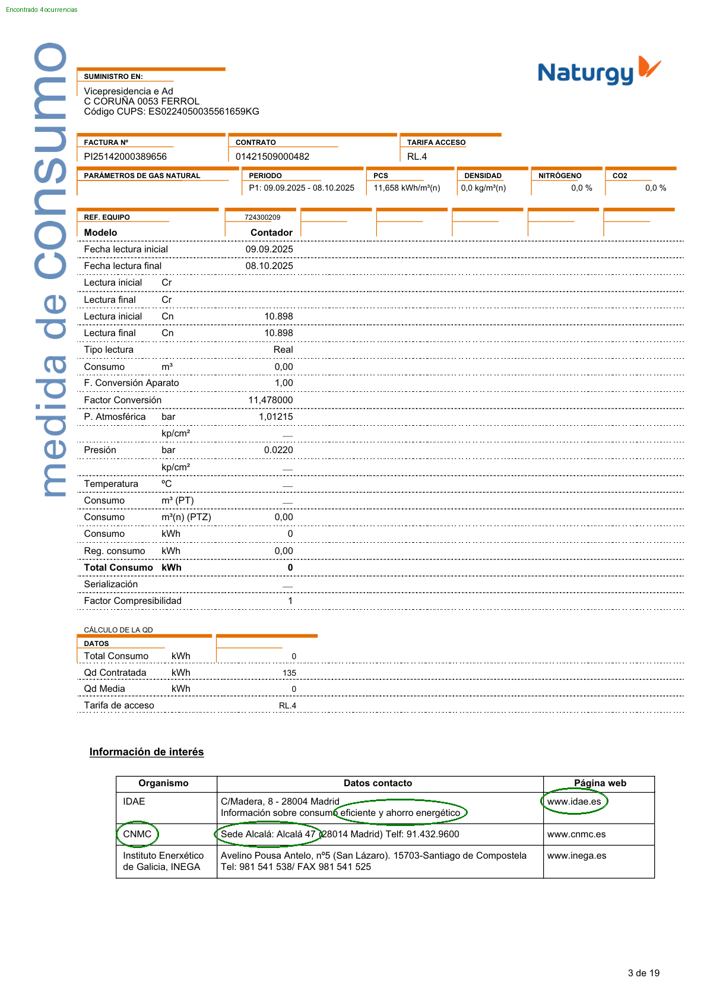 Encontrado: 4 ocurrencias
medida de consumo
Naturgy
SUMINISTRO EN:
Vicepresidencia e Ad
C CORUÑA 0053 FERROL
Código CUPS: ES0224050035561659KG
FACTURA Nº CONTRATO TARIFA ACCESO
PI25142000389656 01421509000482 RL.4
PARÁMETROS DE GAS NATURAL PERIODO PCS DENSIDAD NITRÓGENO CO2
P1: 09.09.2025 - 08.10.2025 11,658 kWh/m³(n) 0,0 kg/m³(n) 0,0 % 0,0 %
REF. EQUIPO 724300209
Modelo Contador
Fecha lectura inicial 09.09.2025
Fecha lectura final 08.10.2025
Lectura inicial Cr
Lectura final Cr
Lectura inicial Cn 10.898
Lectura final Cn 10.898
Tipo lectura Real
Consumo m³ 0,00
F. Conversión Aparato 1,00
Factor Conversión 11,478000
P. Atmosférica bar 1,01215
kp/cm² __
Presión bar 0.0220
kp/cm² __
Temperatura ºC __
Consumo m³ (PT) __
Consumo m³(n) (PTZ) 0,00
Consumo kWh 0
Reg. consumo kWh 0,00
Total Consumo kWh 0
Serialización __
Factor Compresibilidad 1
CÁLCULO DE LA QD
DATOS
Total Consumo kWh 0
Qd Contratada kWh 135
Qd Media kWh 0
Tarifa de acceso RL.4
Información de interés
Organismo Datos contacto Página web
IDAE C/Madera, 8 - 28004 Madrid www.idae.es
Información sobre consumo eficiente y ahorro energético
CNMC Sede Alcalá: Alcalá 47 (28014 Madrid) Telf: 91.432.9600 www.cnmc.es
Instituto Enerxético Avelino Pousa Antelo, nº5 (San Lázaro). 15703-Santiago de Compostela www.inega.es
de Galicia, INEGA Tel: 981 541 538/ FAX 981 541 525
3 de 19